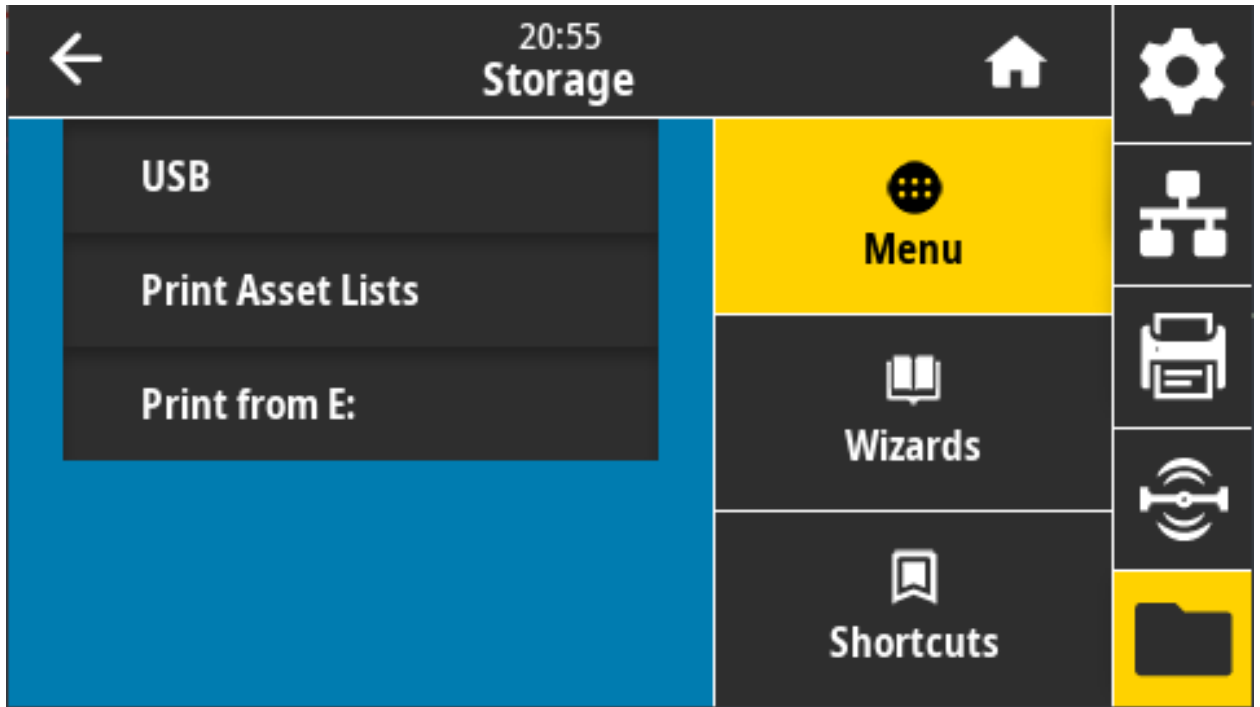 20:55
Storage
USB
Print Asset Lists
Print from E:
Menu
Wizards
Shortcuts